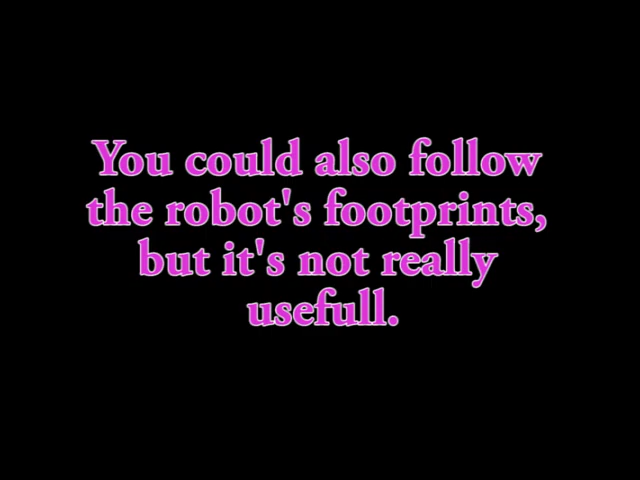 You could also follow
the robot's footprints,
but it's not really
usefull.